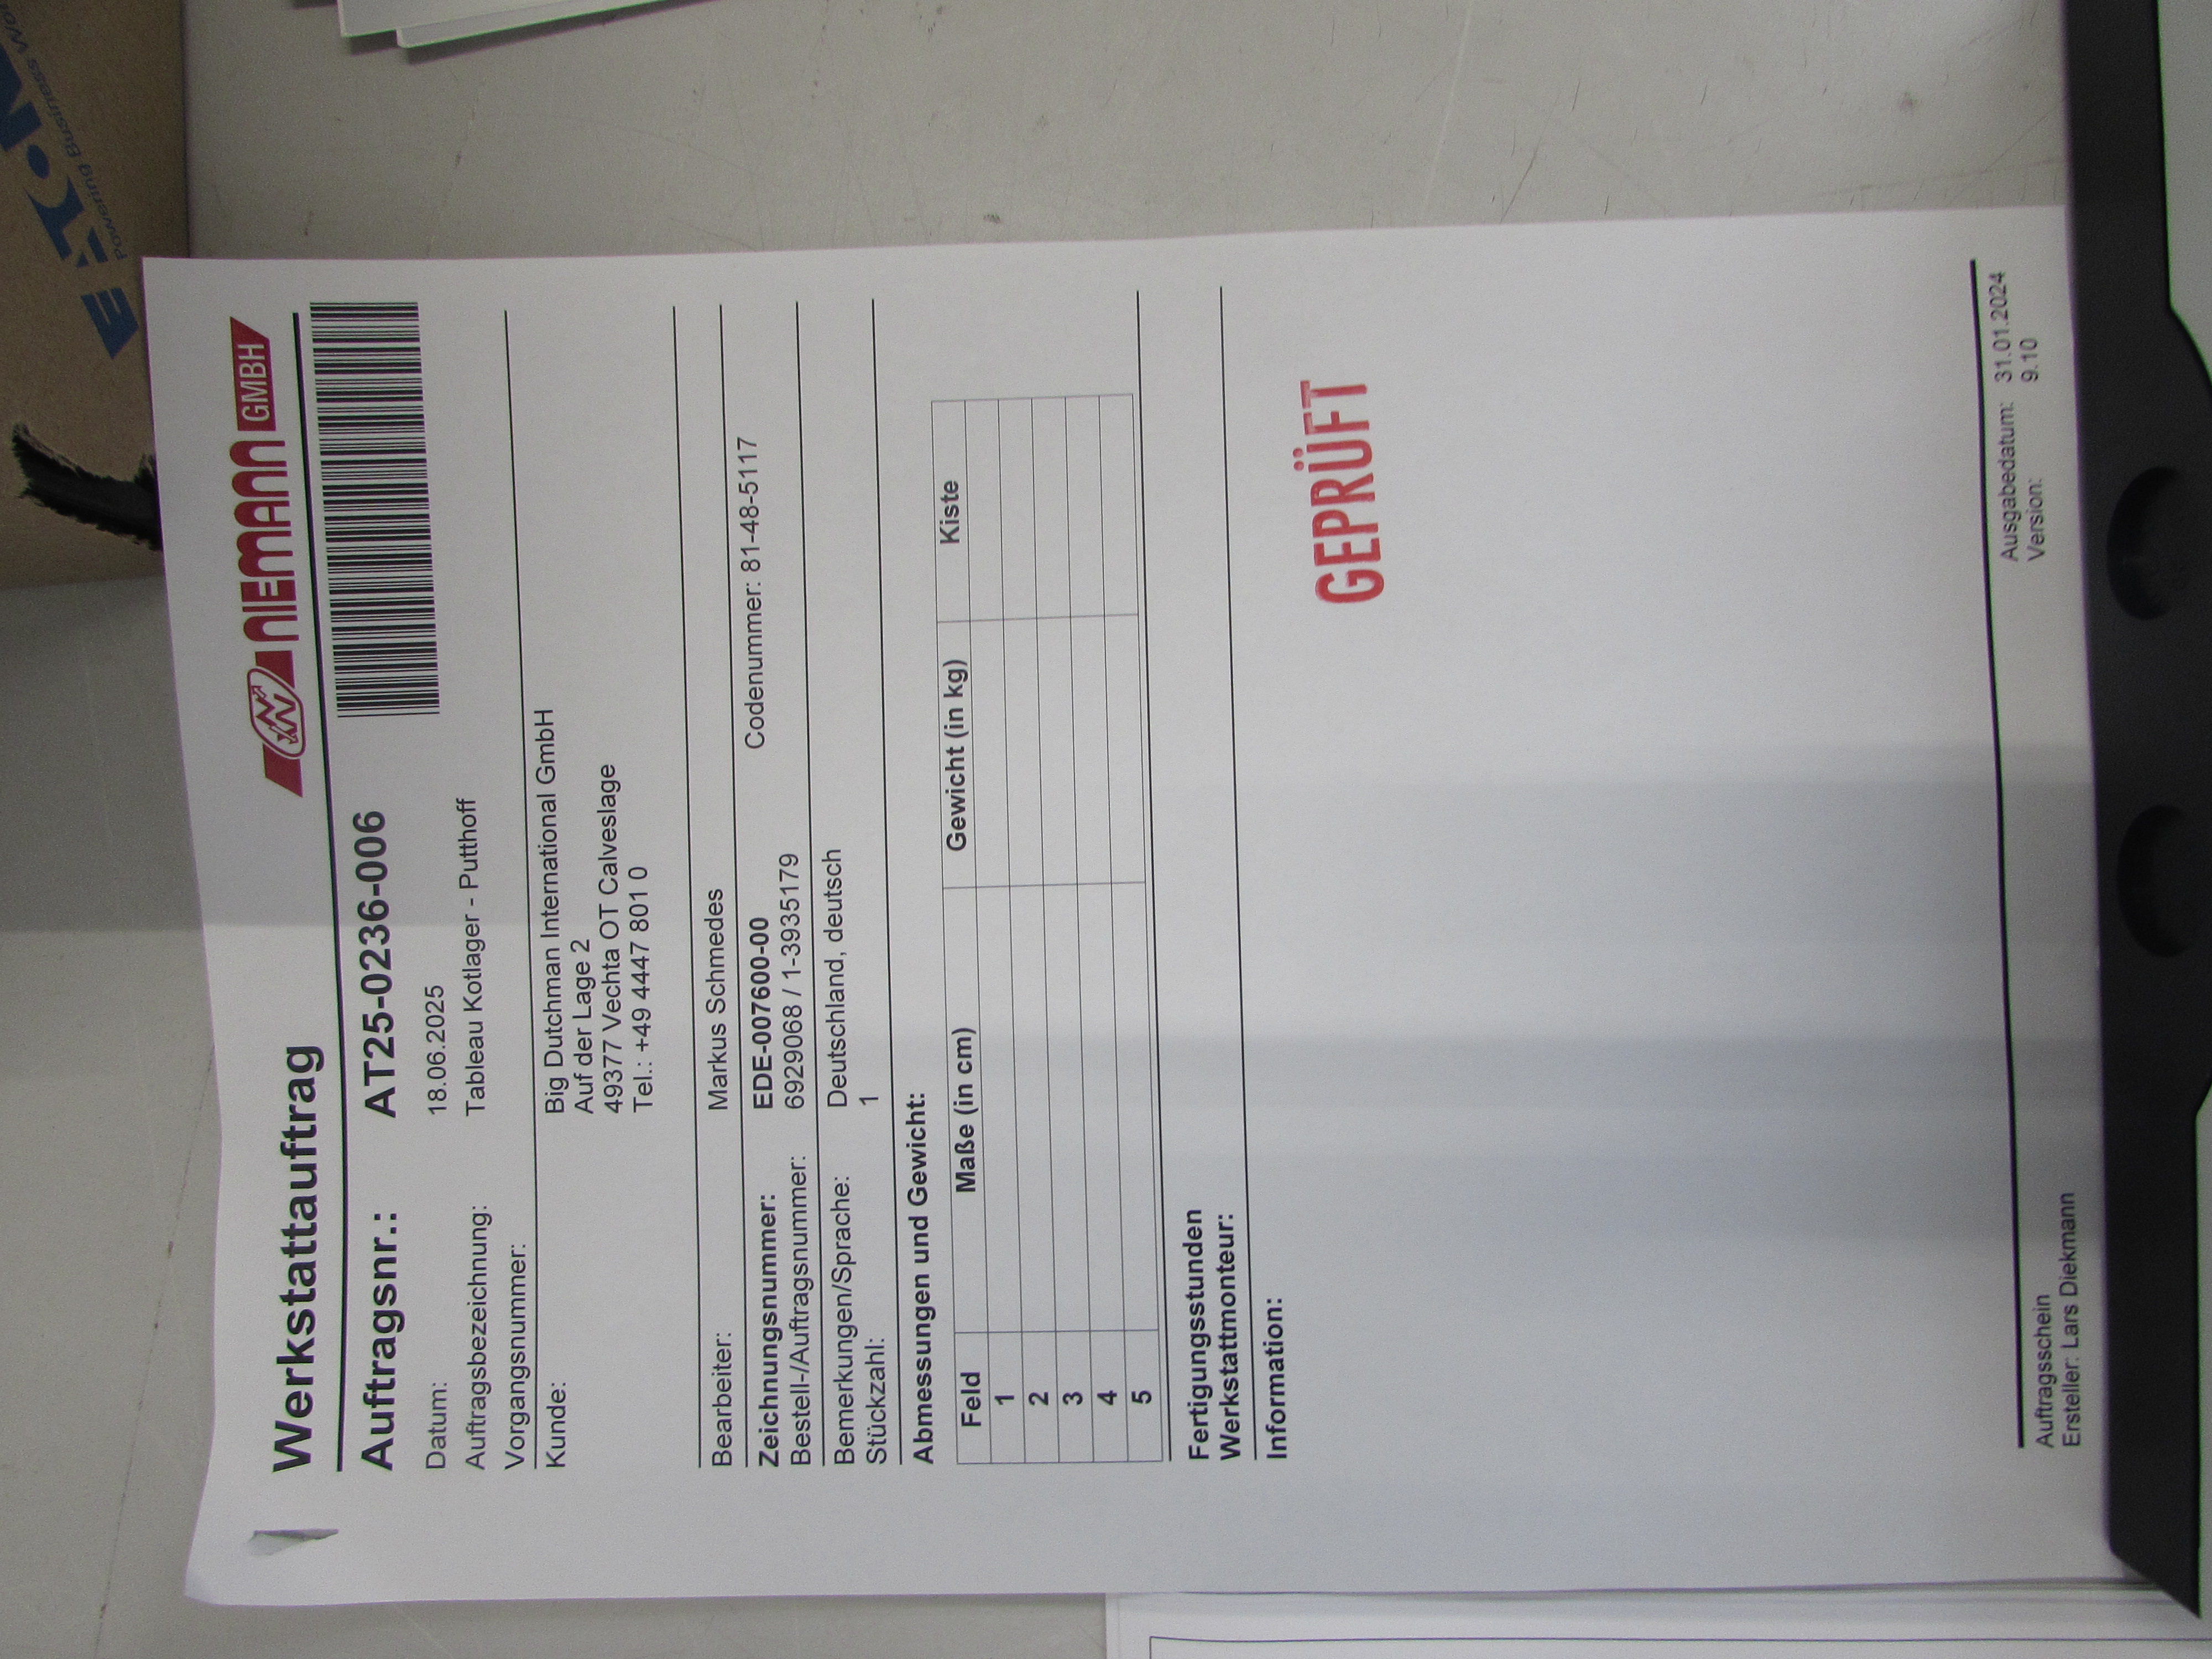 Werkstattauftrag
NIEMANN GMBH
Auftragsnr.: AT25-0236-006
Datum: 18.06.2025
Auftragsbezeichnung: Tableau Kotlager - Putthoff
Vorgangsnummer:
Kunde: Big Dutchman International GmbH
Auf der Lage 2
49377 Vechta OT Calveslage
Tel.: +49 4447 801 0
Bearbeiter: Markus Schmedes
Zeichnungsnummer: EDE-007600-00 Codenummer: 81-48-5117
Bestell-/Auftragsnummer: 6929068 / 1-3935179
Bemerkungen/Sprache: Deutschland, deutsch
Stückzahl: 1
Abmessungen und Gewicht:
Feld Maße (in cm) Gewicht (in kg) Kiste
1
2
3
4
5
Fertigungsstunden
Werkstattmonteur:
Information:
GEPRÜFT
Auftragsschein Ausgabedatum: 31.01.2024
Ersteller: Lars Diekmann Version: 9.10
E·T·N
Powering Business